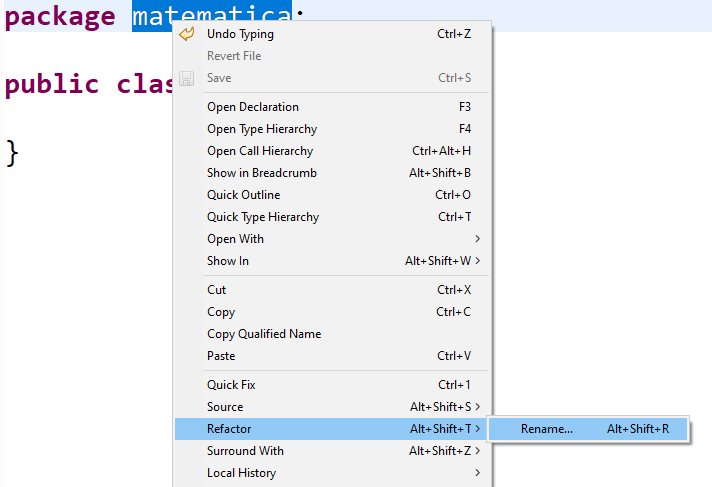 package matematica;
Undo Typing Ctrl+Z
Revert File
Save Ctrl+S
public clas
Open Declaration F3
Open Type Hierarchy F4
Open Call Hierarchy Ctrl+Alt+H
}
Show in Breadcrumb Alt+Shift+B
Quick Outline Ctrl+O
Quick Type Hierarchy Ctrl+T
Open With >
Show In Alt+Shift+W >
Cut Ctrl+X
Copy Ctrl+C
Copy Qualified Name
Paste Ctrl+V
Quick Fix Ctrl+1
Source Alt+Shift+S >
Refactor Alt+Shift+T > Rename... Alt+Shift+R
Surround With Alt+Shift+Z >
Local History >